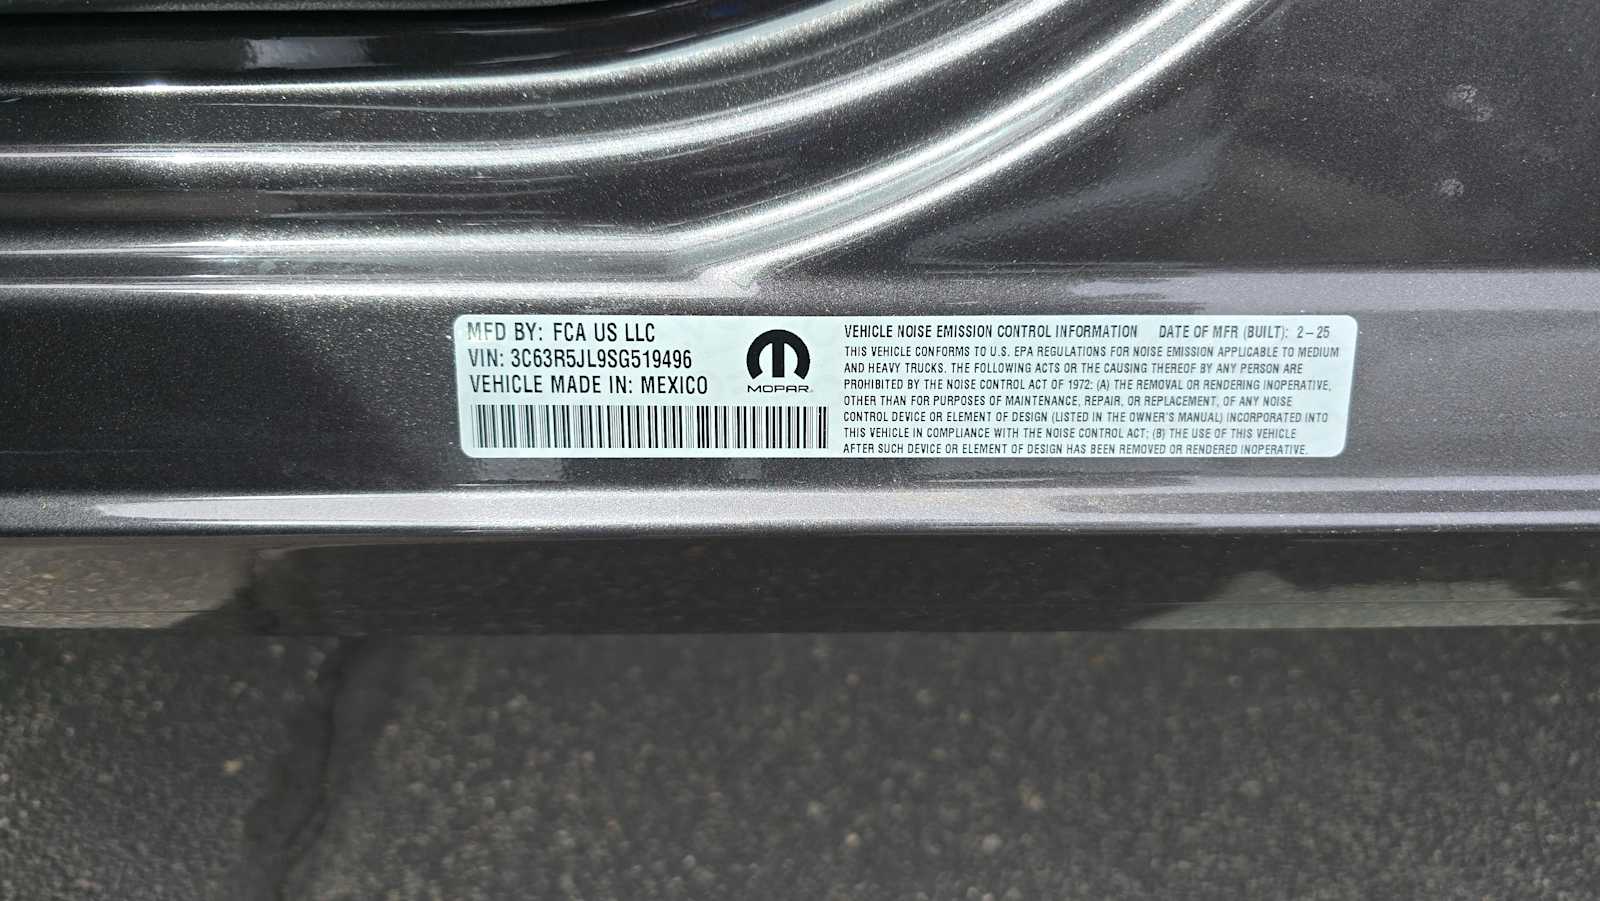 MFD BY: FCA US LLC
VIN: 3C63R5JL9SG519496
VEHICLE MADE IN: MEXICO
MOPAR
VEHICLE NOISE EMISSION CONTROL INFORMATION DATE OF MFR (BUILT): 2-25
THIS VEHICLE CONFORMS TO U.S. EPA REGULATIONS FOR NOISE EMISSION APPLICABLE TO MEDIUM
AND HEAVY TRUCKS. THE FOLLOWING ACTS OR THE CAUSING THEREOF BY ANY PERSON ARE
PROHIBITED BY THE NOISE CONTROL ACT OF 1972: (A) THE REMOVAL OR RENDERING INOPERATIVE,
OTHER THAN FOR PURPOSES OF MAINTENANCE, REPAIR, OR REPLACEMENT, OF ANY NOISE
CONTROL DEVICE OR ELEMENT OF DESIGN (LISTED IN THE OWNER'S MANUAL) INCORPORATED INTO
THIS VEHICLE IN COMPLIANCE WITH THE NOISE CONTROL ACT; (B) THE USE OF THIS VEHICLE
AFTER SUCH DEVICE OR ELEMENT OF DESIGN HAS BEEN REMOVED OR RENDERED INOPERATIVE.